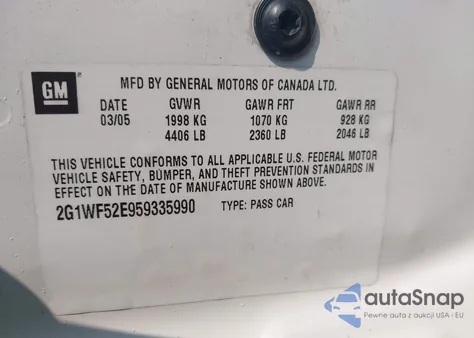 GM
MFD BY GENERAL MOTORS OF CANADA LTD.
DATE GVWR GAWR FRT GAWR RR
03/05 1998 KG 1070 KG 928 KG
4406 LB 2360 LB 2046 LB
THIS VEHICLE CONFORMS TO ALL APPLICABLE U.S. FEDERAL MOTOR
VEHICLE SAFETY, BUMPER, AND THEFT PREVENTION STANDARDS IN
EFFECT ON THE DATE OF MANUFACTURE SHOWN ABOVE.
2G1WF52E959335990 TYPE: PASS CAR
autoSnap
Pewne auta z aukcji USA - EU